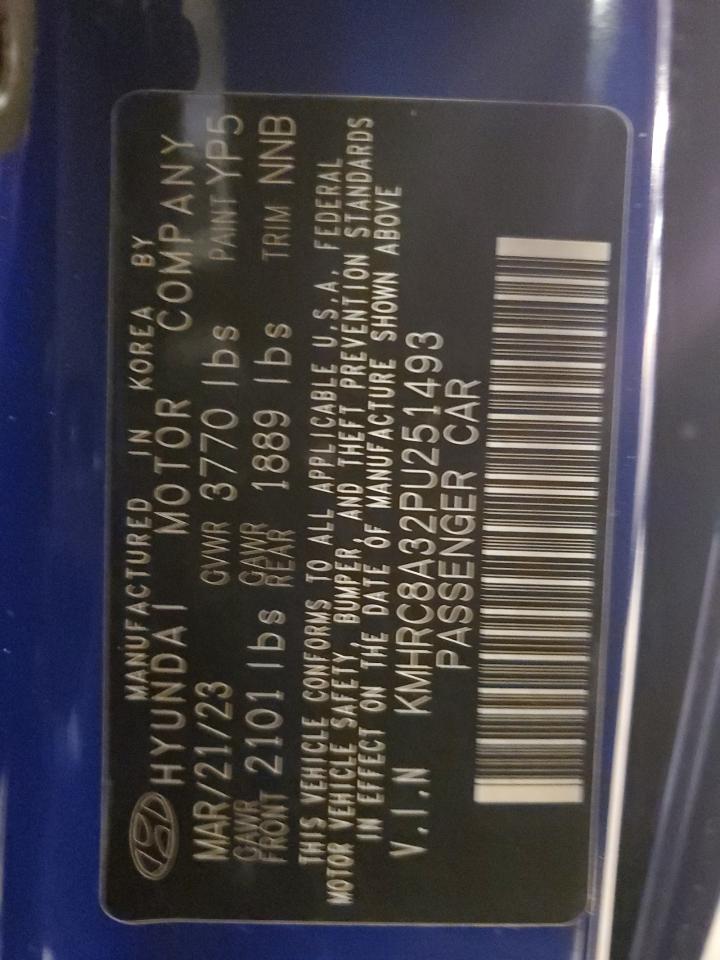 MANUFACTURED IN KOREA BY
HYUNDAI MOTOR COMPANY
MAR/21/23 GVWR 3770 lbs PAINT YP5
GAWR FRONT 2101 lbs GAWR REAR 1889 lbs TRIM NNB
THIS VEHICLE CONFORMS TO ALL APPLICABLE U.S.A. FEDERAL
MOTOR VEHICLE SAFETY, BUMPER, AND THEFT PREVENTION STANDARDS
IN EFFECT ON THE DATE OF MANUFACTURE SHOWN ABOVE
V.I.N KMHRC8A32PU251493
PASSENGER CAR